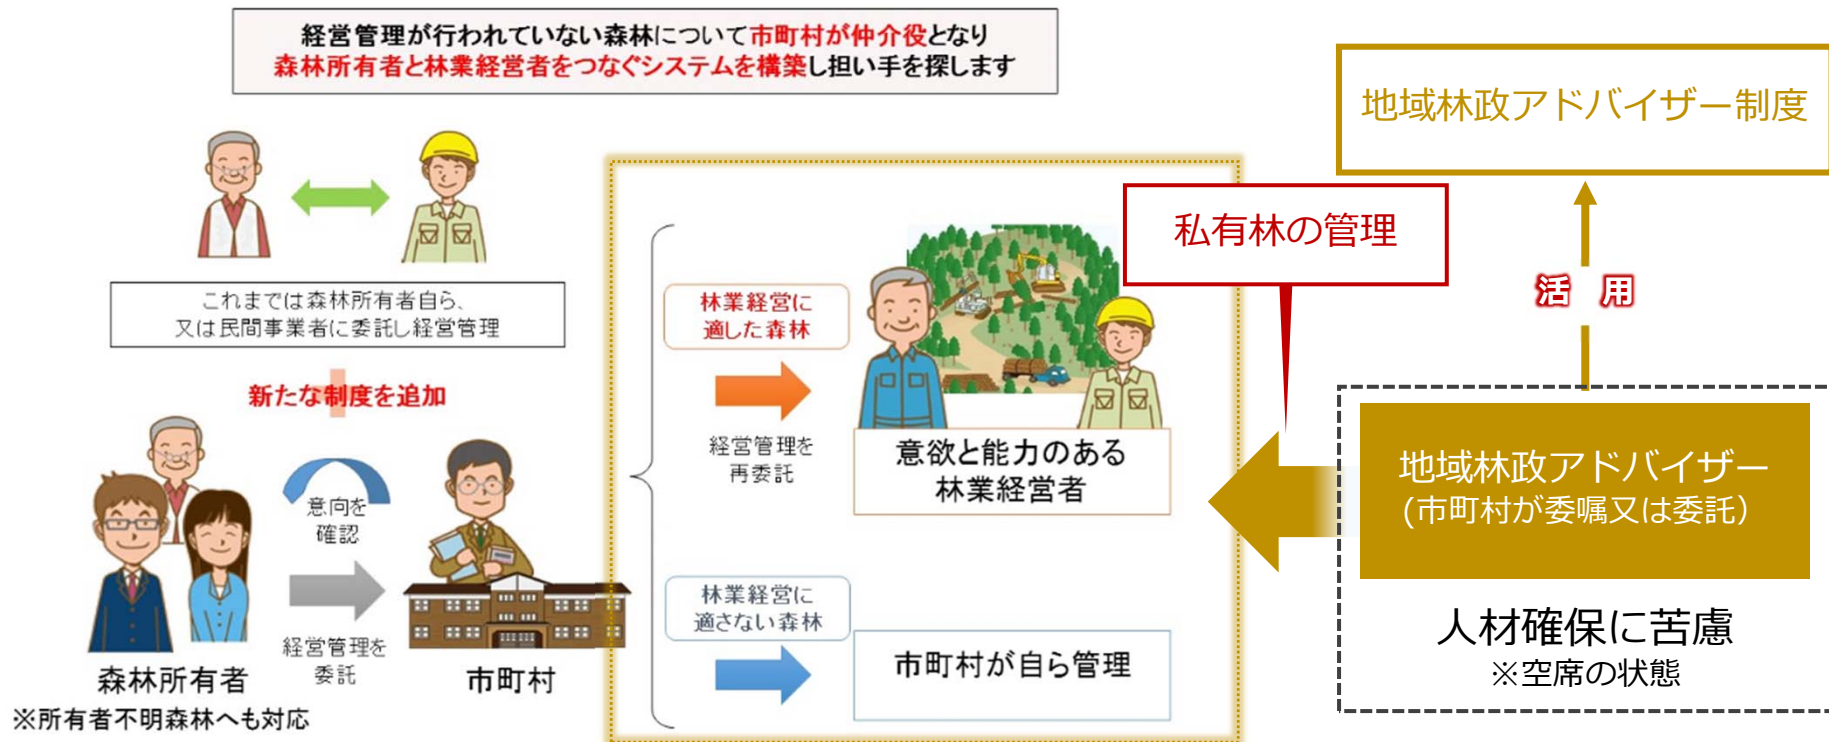 経営管理が行われていない森林について市町村が仲介役となり
森林所有者と林業経営者をつなぐシステムを構築し担い手を探します
これまでは森林所有者自ら、
又は民間事業者に委託し経営管理
新たな制度を追加
意向を
確認
経営管理を
委託
森林所有者
※所有者不明森林へも対応
市町村
林業経営に
適した森林
経営管理を
再委託
意欲と能力のある
林業経営者
林業経営に
適さない森林
市町村が自ら管理
私有林の管理
地域林政アドバイザー制度
活 用
地域林政アドバイザー
(市町村が委嘱又は委託）
人材確保に苦慮
※空席の状態